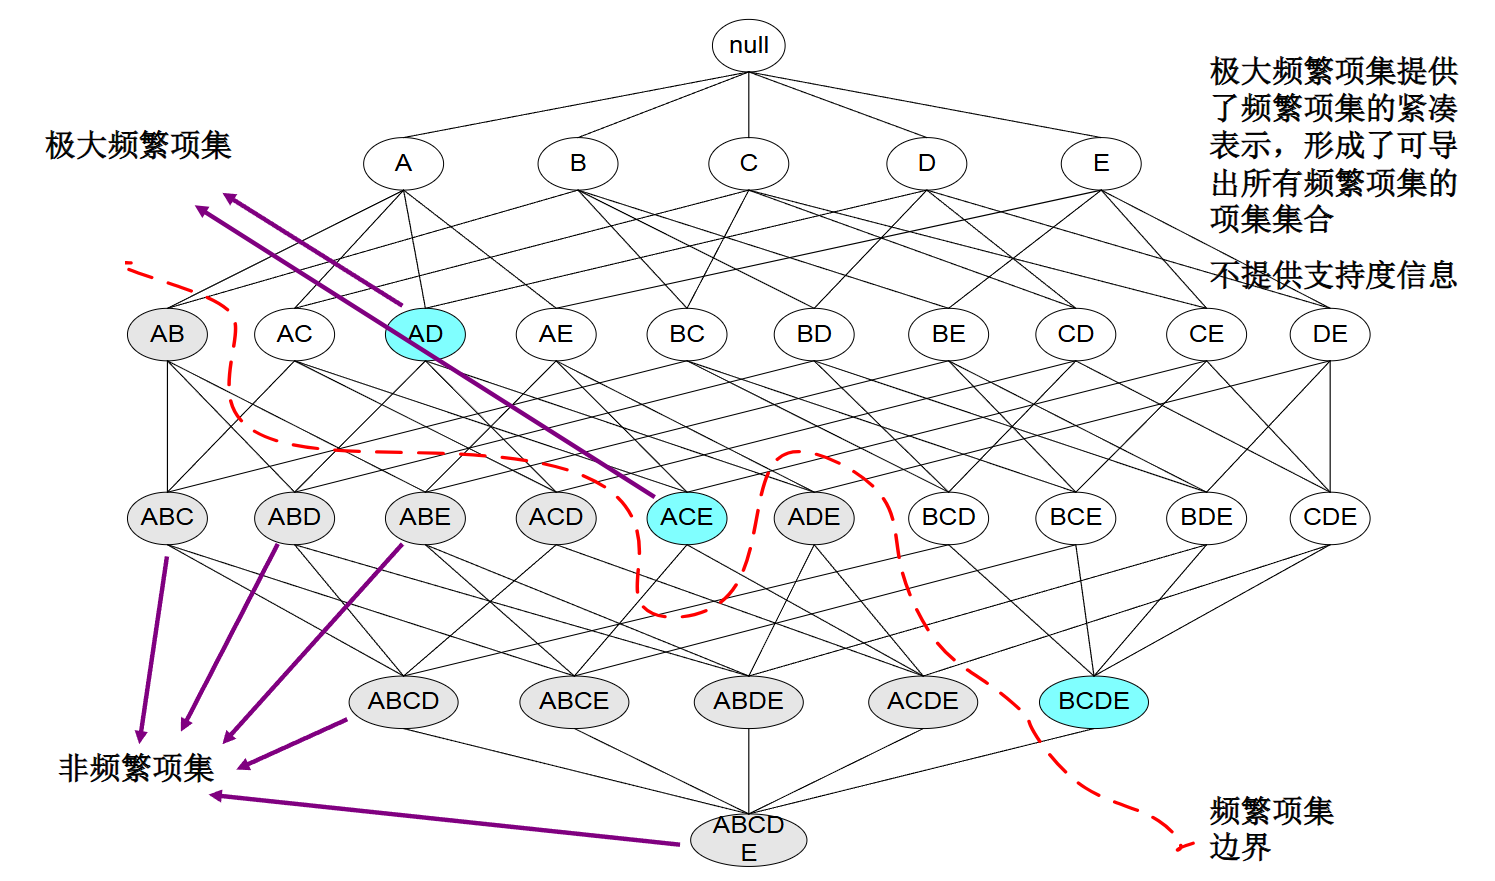 null
极大频繁项集提供
了频繁项集的紧凑
表示，形成了可导
出所有频繁项集的
项集集合
不提供支持度信息
极大频繁项集
A
B
C
D
E
AB
AC
AD
AE
BC
BD
BE
CD
CE
DE
ABC
ABD
ABE
ACD
ACE
ADE
BCD
BCE
BDE
CDE
ABCD
ABCE
ABDE
ACDE
BCDE
非频繁项集
ABCD
E
频繁项集
边界